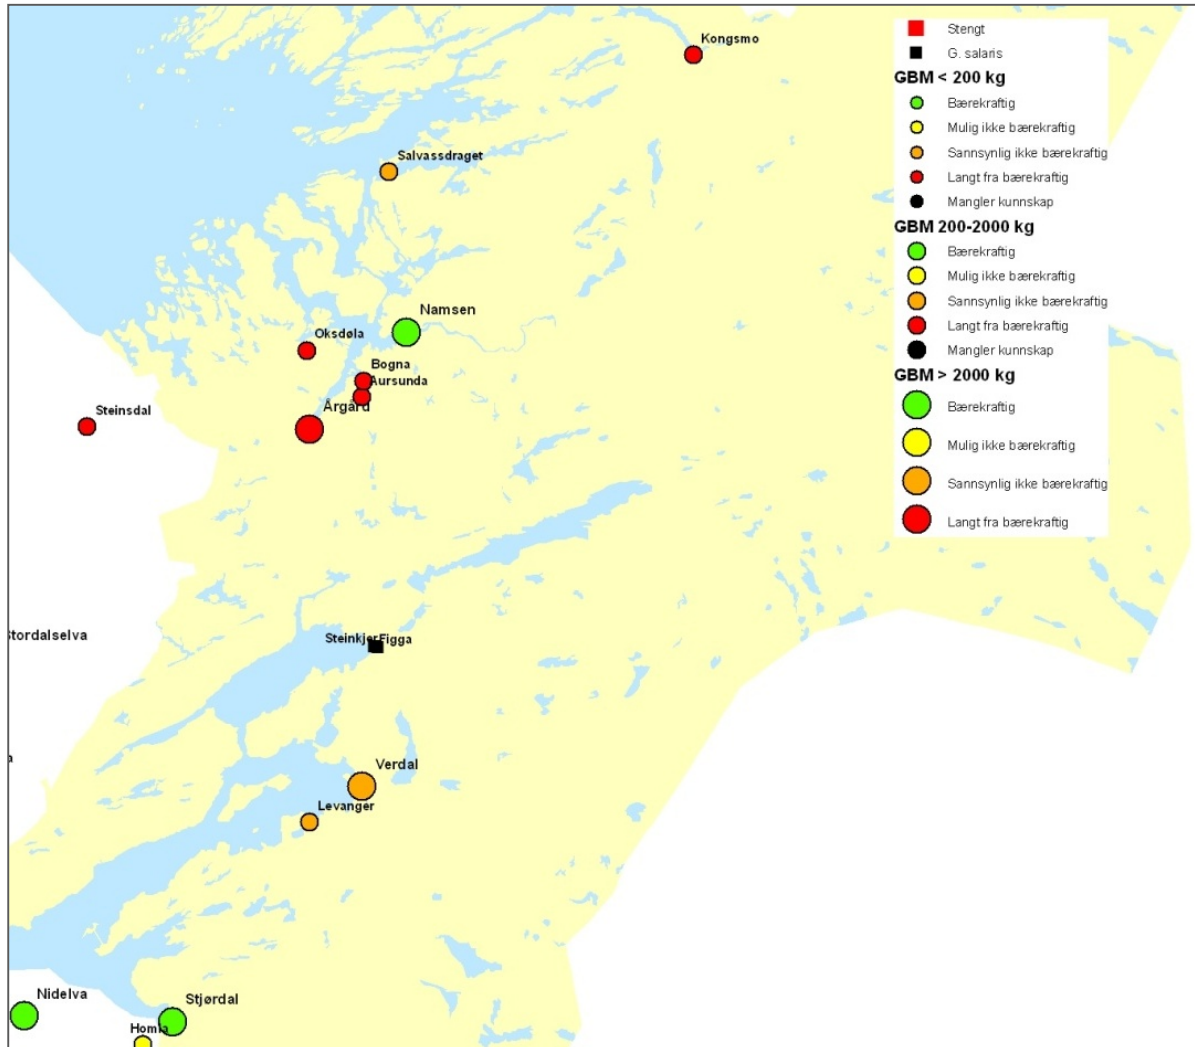 Kongsmo
Salvassdraget
Namsen
Oksdøla
Bogna
Aursunda
Årgård
Steinsdal
Stordalselva
SteinkjerFigga
a
Verdal
Levanger
Nidelva
Stjørdal
Homla
Stengt
G. salaris
GBM < 200 kg
Bærekraftig
Mulig ikke bærekraftig
Sannsynlig ikke bærekraftig
Langt fra bærekraftig
Mangler kunnskap
GBM 200-2000 kg
Bærekraftig
Mulig ikke bærekraftig
Sannsynlig ikke bærekraftig
Langt fra bærekraftig
Mangler kunnskap
GBM > 2000 kg
Bærekraftig
Mulig ikke bærekraftig
Sannsynlig ikke bærekraftig
Langt fra bærekraftig